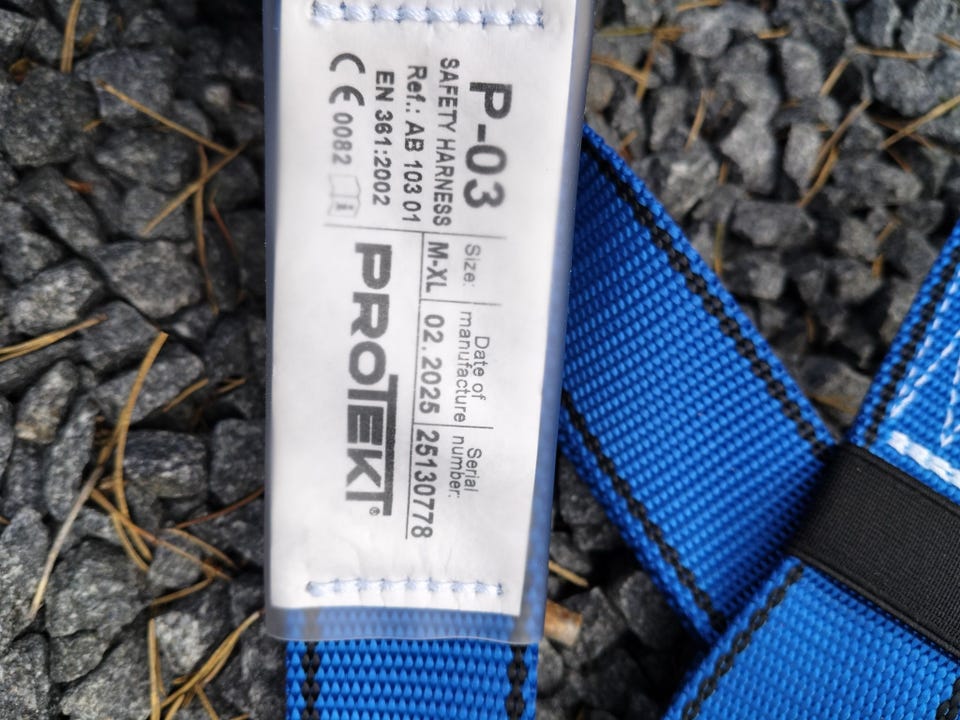 P-03
SAFETY HARNESS
Ref.: AB 103 01
EN 361:2002
CE 0082 i
Size: Date of manufacture Serial number:
M-XL 02.2025 25130778
PROTEKT®